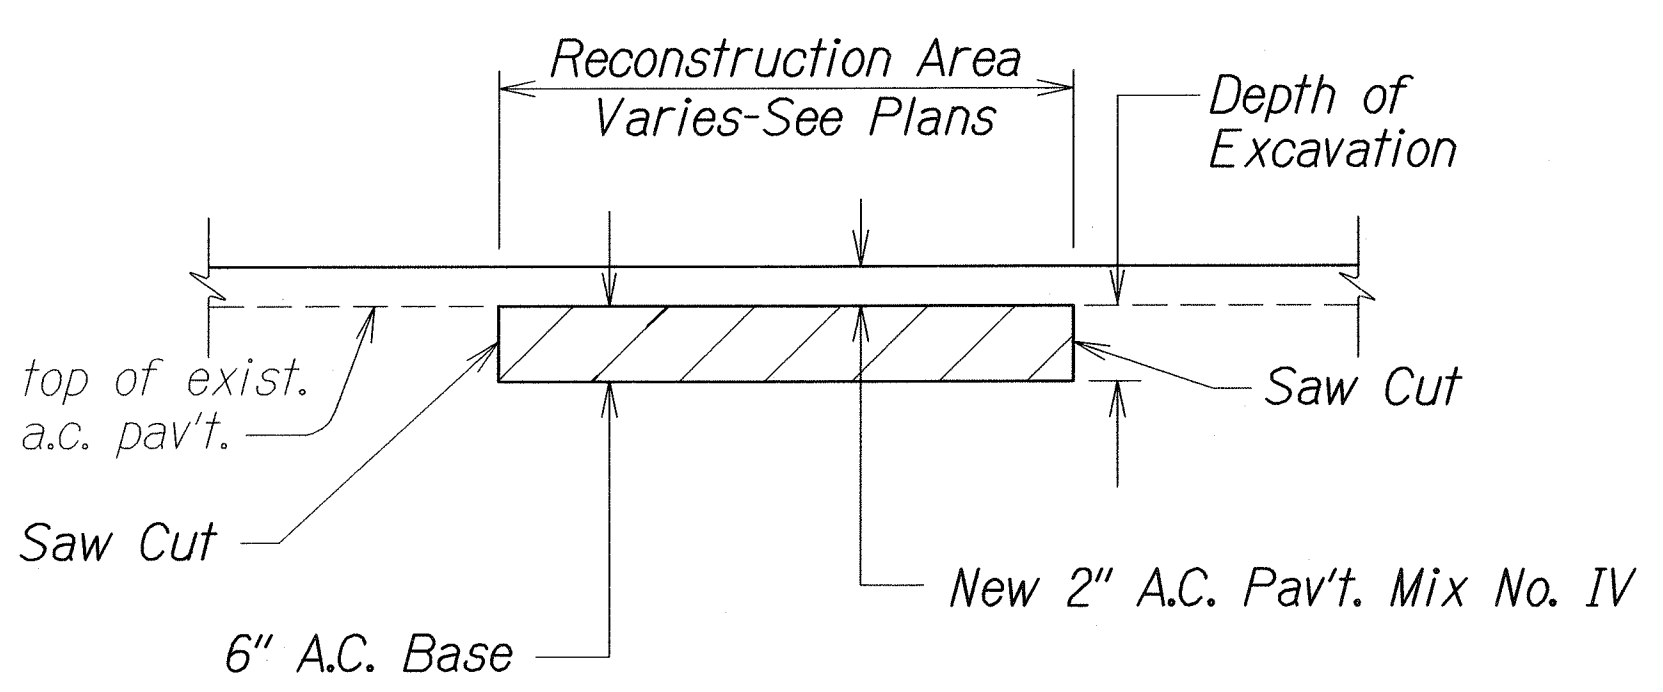 Reconstruction Area
Varies-See Plans
Depth of
Excavation
top of exist.
a.c. pav't.
Saw Cut
Saw Cut
New 2" A.C. Pav't. Mix No. IV
6" A.C. Base